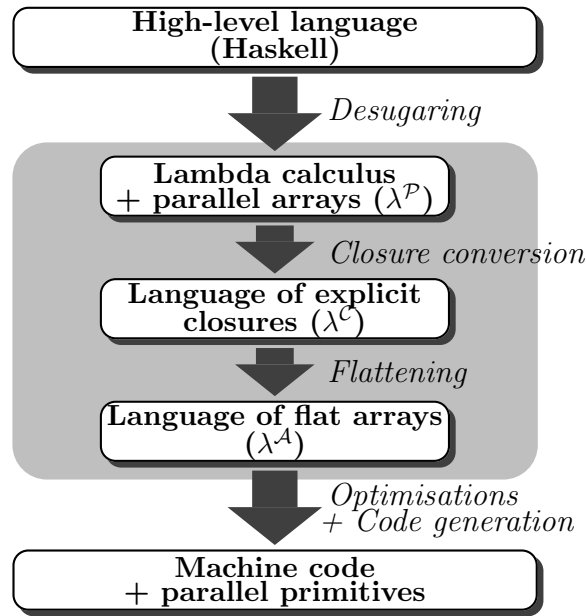 High-level language
(Haskell)
Desugaring
Lambda calculus
+ parallel arrays (λ^𝒫)
Closure conversion
Language of explicit
closures (λ^𝒞)
Flattening
Language of flat arrays
(λ^𝒜)
Optimisations
+ Code generation
Machine code
+ parallel primitives